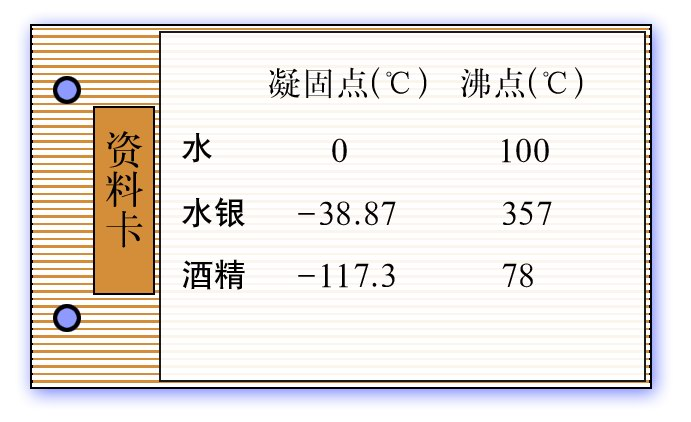 资料卡
凝固点(℃) 沸点(℃)
水 0 100
水银 -38.87 357
酒精 -117.3 78